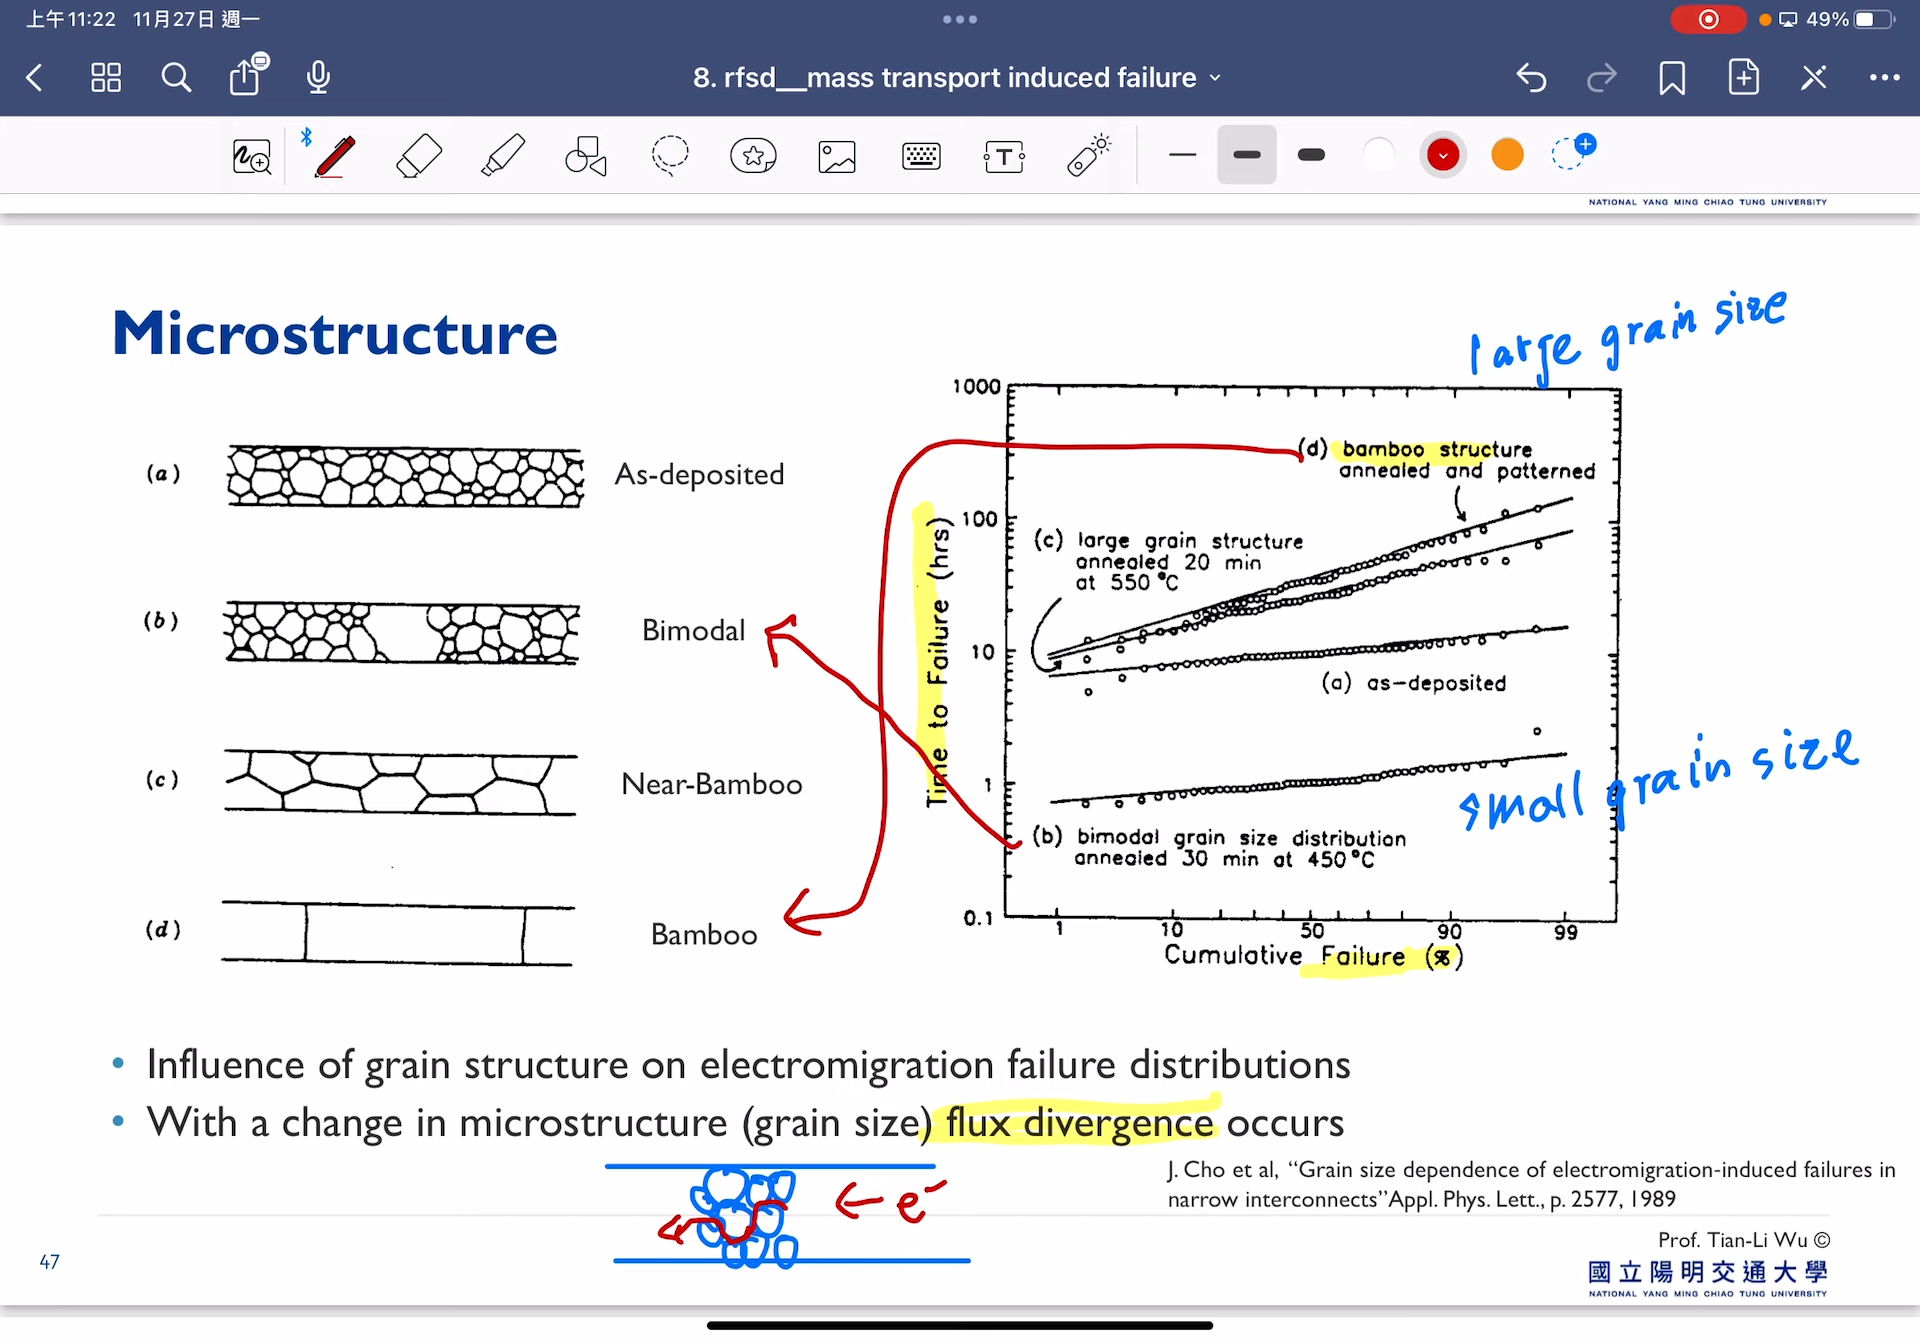 上午11:22 11月27日 週一
49%
8. rfsd__mass transport induced failure
NATIONAL YANG MING CHIAO TUNG UNIVERSITY
Microstructure
large grain size
(a) As-deposited
(b) Bimodal
(c) Near-Bamboo
(d) Bamboo
Time to Failure (hrs)
1000
100
10
1
0.1
(d) bamboo structure
annealed and patterned
(c) large grain structure
annealed 20 min
at 550 °C
(a) as-deposited
small grain size
(b) bimodal grain size distribution
annealed 30 min at 450°C
1 10 50 90 99
Cumulative Failure (%)
• Influence of grain structure on electromigration failure distributions
• With a change in microstructure (grain size) flux divergence occurs
← e⁻
J. Cho et al, “Grain size dependence of electromigration-induced failures in
narrow interconnects”Appl. Phys. Lett., p. 2577, 1989
Prof. Tian-Li Wu ©
47
國立陽明交通大學
NATIONAL YANG MING CHIAO TUNG UNIVERSITY